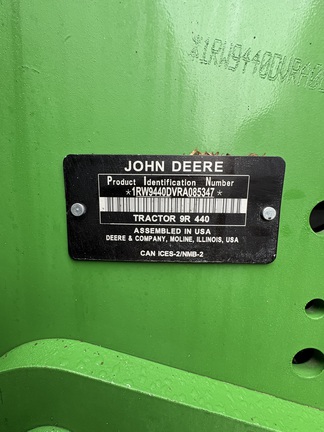 *1RW9440DVRA0
JOHN DEERE
Product Identification Number
*1RW9440DVRA085347*
TRACTOR 9R 440
ASSEMBLED IN USA
DEERE & COMPANY, MOLINE, ILLINOIS, USA
CAN ICES-2/NMB-2